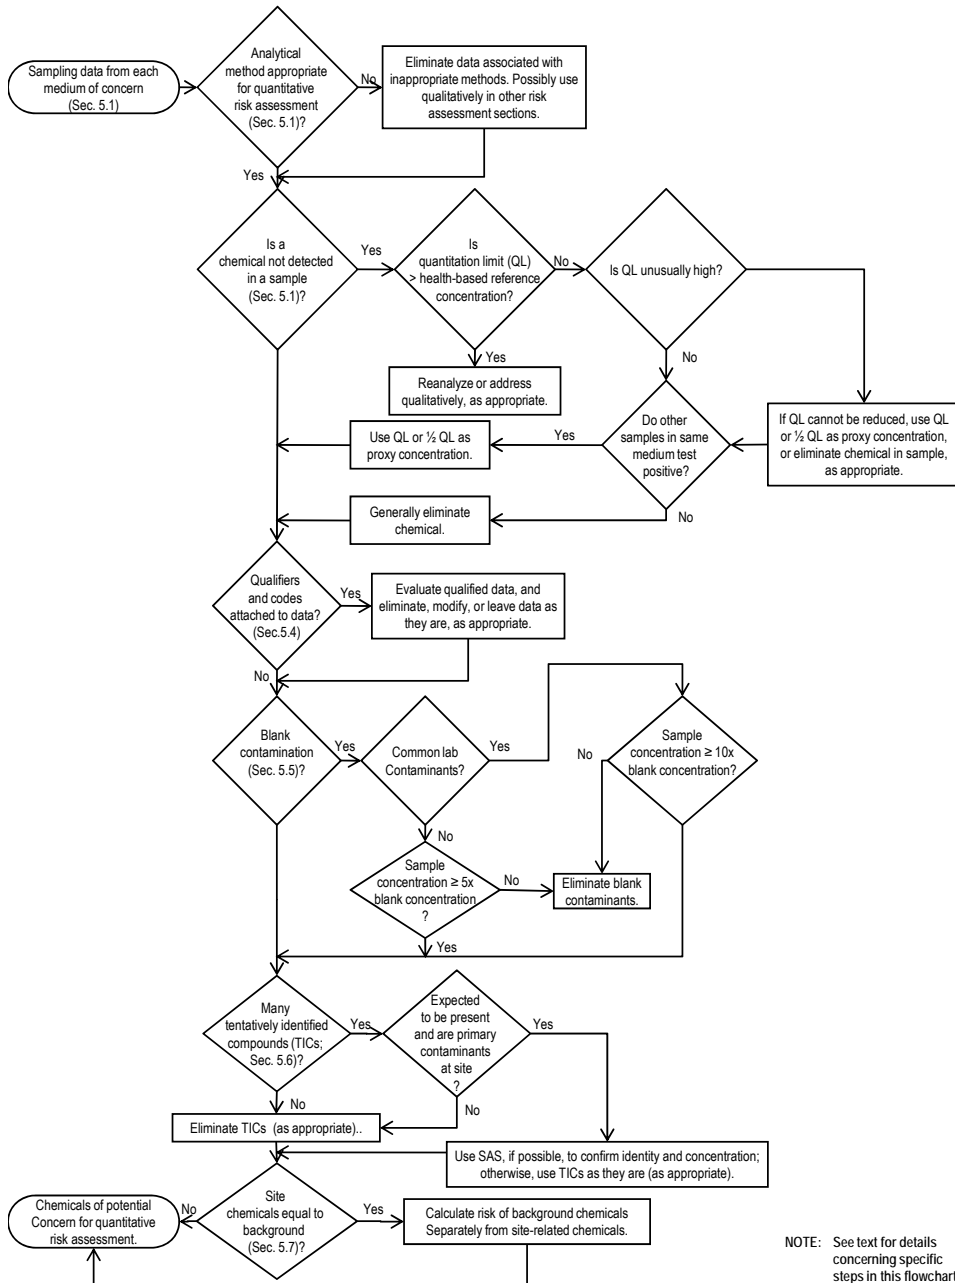 Sampling data from each
medium of concern
(Sec. 5.1)
Analytical
method appropriate
for quantitative
risk assessment
(Sec. 5.1)?
No
Eliminate data associated with
inappropriate methods. Possibly use
qualitatively in other risk
assessment sections.
Yes
Is a
chemical not detected
in a sample
(Sec. 5.1)?
Yes
Is
quantitation limit (QL)
> health-based reference
concentration?
No
Is QL unusually high?
Yes
No
Reanalyze or address
qualitatively, as appropriate.
If QL cannot be reduced, use QL
or ½ QL as proxy concentration,
or eliminate chemical in sample,
as appropriate.
Do other
samples in same
medium test
positive?
Yes
Use QL or ½ QL as
proxy concentration.
No
Generally eliminate
chemical.
Qualifiers
and codes
attached to data?
(Sec.5.4)
Yes
Evaluate qualified data, and
eliminate, modify, or leave data as
they are, as appropriate.
No
Blank
contamination
(Sec. 5.5)?
Yes
Common lab
Contaminants?
Yes
Sample
concentration ≥ 10x
blank concentration?
No
No
Sample
concentration ≥ 5x
blank concentration
?
No
Eliminate blank
contaminants.
Yes
Many
tentatively identified
compounds (TICs;
Sec. 5.6)?
Yes
Expected
to be present
and are primary
contaminants
at site
?
Yes
No
No
Eliminate TICs (as appropriate)..
Use SAS, if possible, to confirm identity and concentration;
otherwise, use TICs as they are (as appropriate).
Site
chemicals equal to
background
(Sec. 5.7)?
No
Chemicals of potential
Concern for quantitative
risk assessment.
Yes
Calculate risk of background chemicals
Separately from site-related chemicals.
NOTE: See text for details
concerning specific
steps in this flowchart